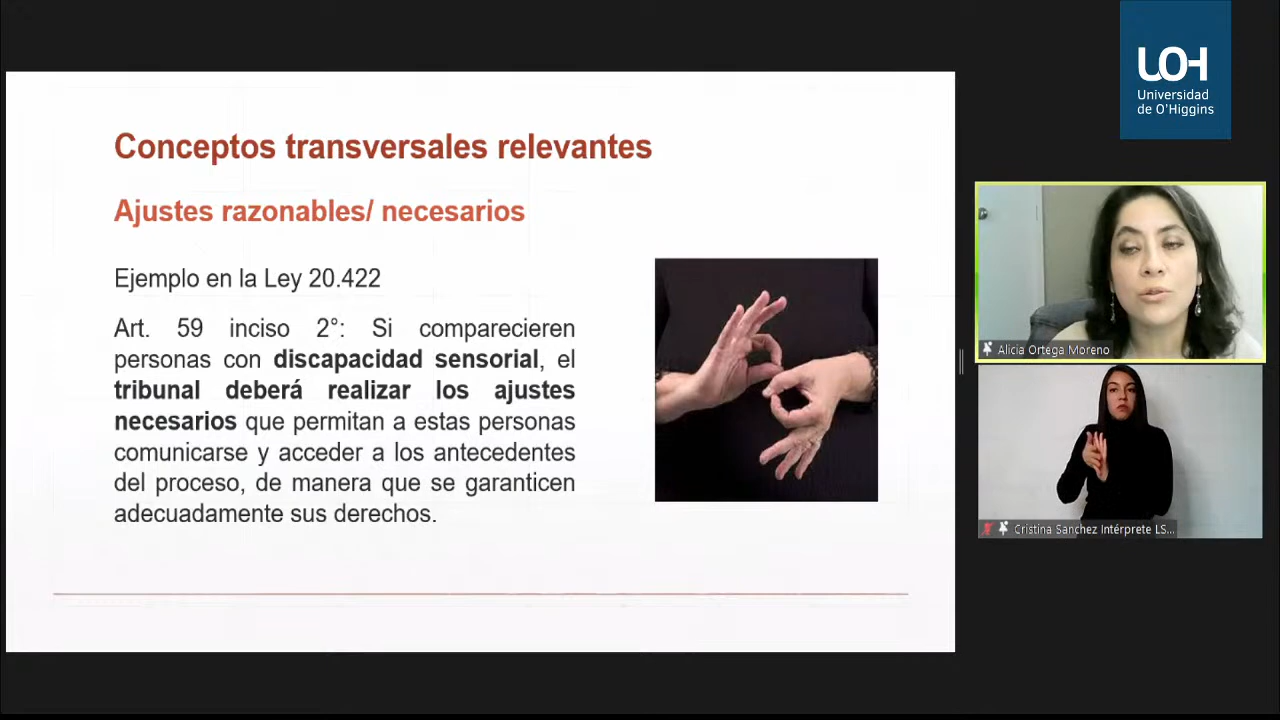 UOH
Universidad
de O'Higgins
Conceptos transversales relevantes
Ajustes razonables/ necesarios
Ejemplo en la Ley 20.422
Art. 59 inciso 2°: Si comparecieren
personas con discapacidad sensorial, el
tribunal deberá realizar los ajustes
necesarios que permitan a estas personas
comunicarse y acceder a los antecedentes
del proceso, de manera que se garanticen
adecuadamente sus derechos.
Alicia Ortega Moreno
Cristina Sanchez Intérprete LS...